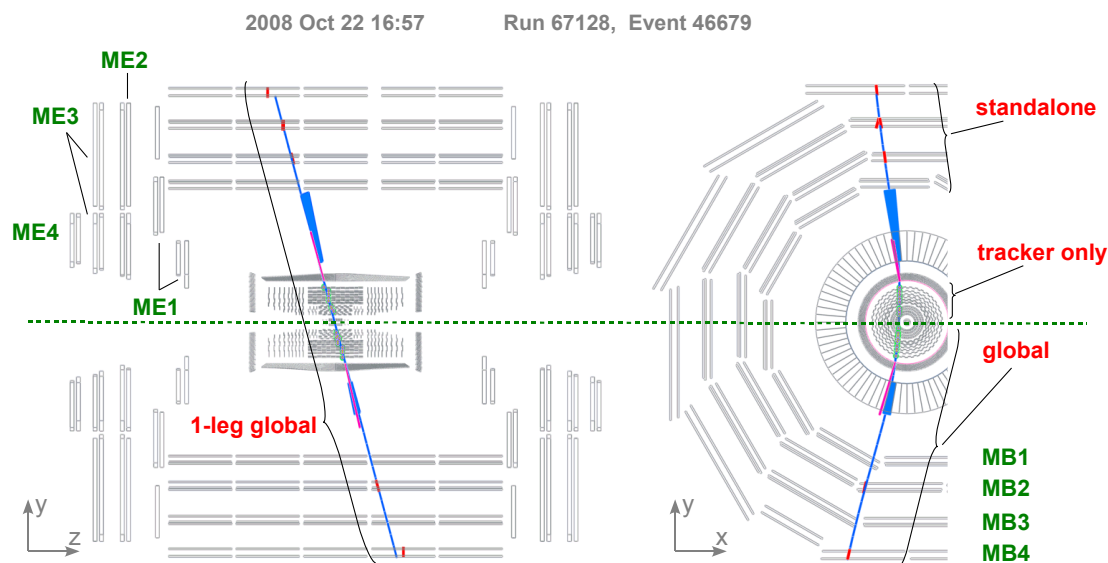 2008 Oct 22 16:57 Run 67128, Event 46679
ME2
ME3
ME4
ME1
1-leg global
y
z
standalone
tracker only
global
MB1
MB2
MB3
MB4
y
x